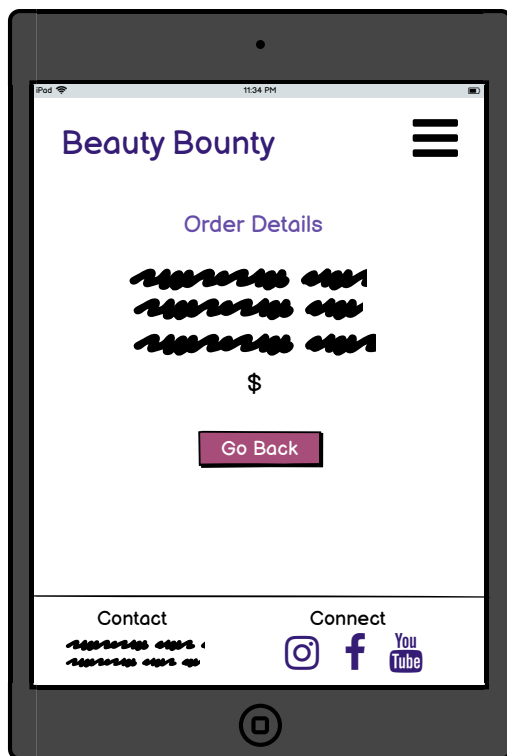 iPad 11:34 PM
Beauty Bounty
Order Details
$
Go Back
Contact Connect
You
Tube